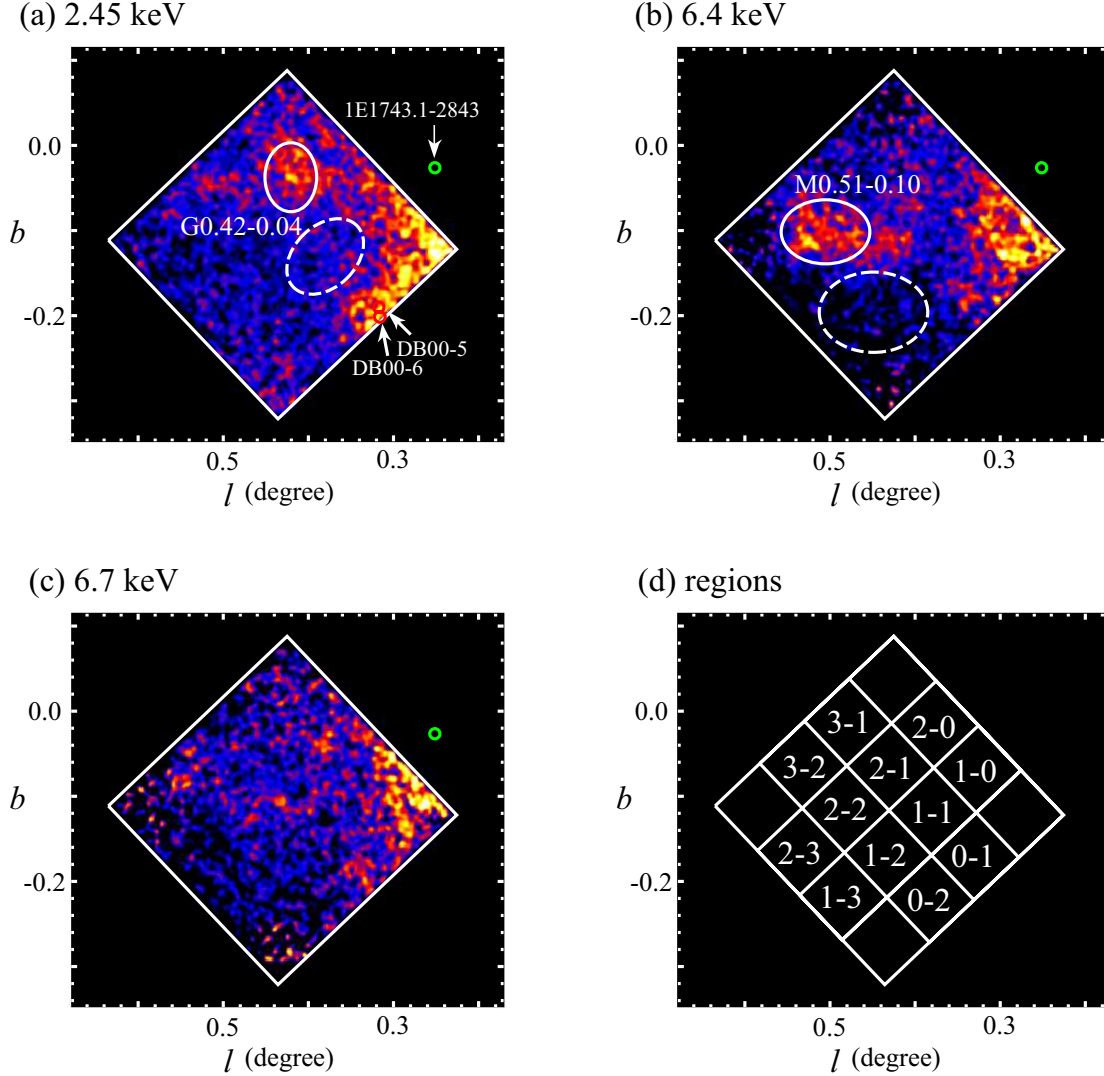 (a) 2.45 keV
(b) 6.4 keV
1E1743.1-2843
0.0
0.0
M0.51-0.10
G0.42-0.04
b
b
-0.2
-0.2
DB00-5
DB00-6
0.5
0.3
0.5
0.3
l (degree)
l (degree)
(c) 6.7 keV
(d) regions
0.0
0.0
3-1
2-0
3-2
2-1
1-0
b
b
2-2
1-1
2-3
1-2
0-1
-0.2
-0.2
1-3
0-2
0.5
0.3
0.5
0.3
l (degree)
l (degree)